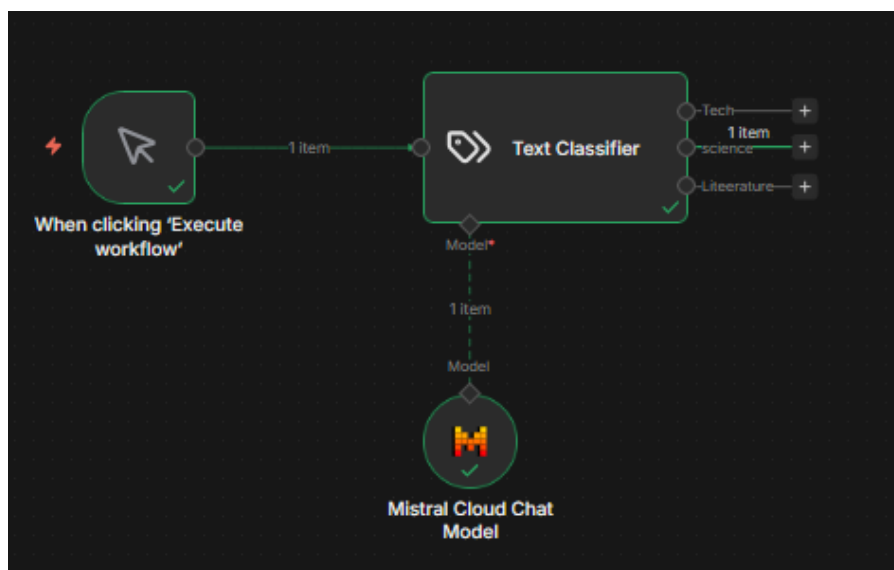 1 item
Text Classifier
Tech
1 item
science
Liteerature
When clicking ‘Execute
workflow’
Model*
1 item
Model
Mistral Cloud Chat
Model